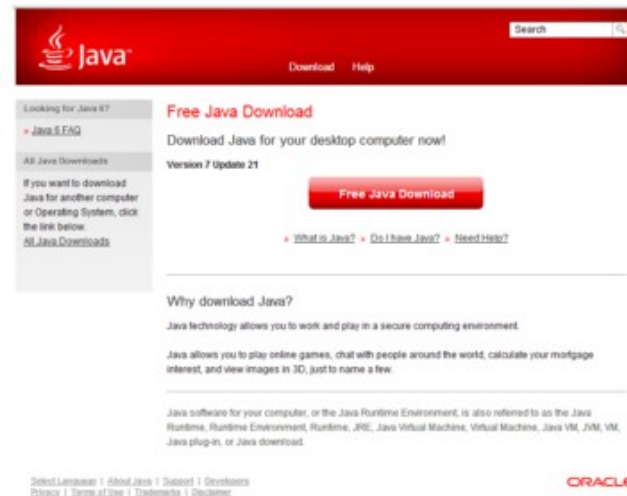 Java
Search
Download Help
Looking for Java 6?
» Java 6 FAQ
All Java Downloads
If you want to download
Java for another computer
or Operating System, click
the link below.
All Java Downloads
Free Java Download
Download Java for your desktop computer now!
Version 7 Update 21
Free Java Download
» What is Java? » Do I have Java? » Need Help?
Why download Java?
Java technology allows you to work and play in a secure computing environment.
Java allows you to play online games, chat with people around the world, calculate your mortgage
interest, and view images in 3D, just to name a few.
Java software for your computer, or the Java Runtime Environment, is also referred to as the Java
Runtime, Runtime Environment, Runtime, JRE, Java Virtual Machine, Virtual Machine, Java VM, JVM, VM,
Java plug-in, or Java download.
Select Language | About Java | Support | Developers
Privacy | Terms of Use | Trademarks | Disclaimer
ORACLE